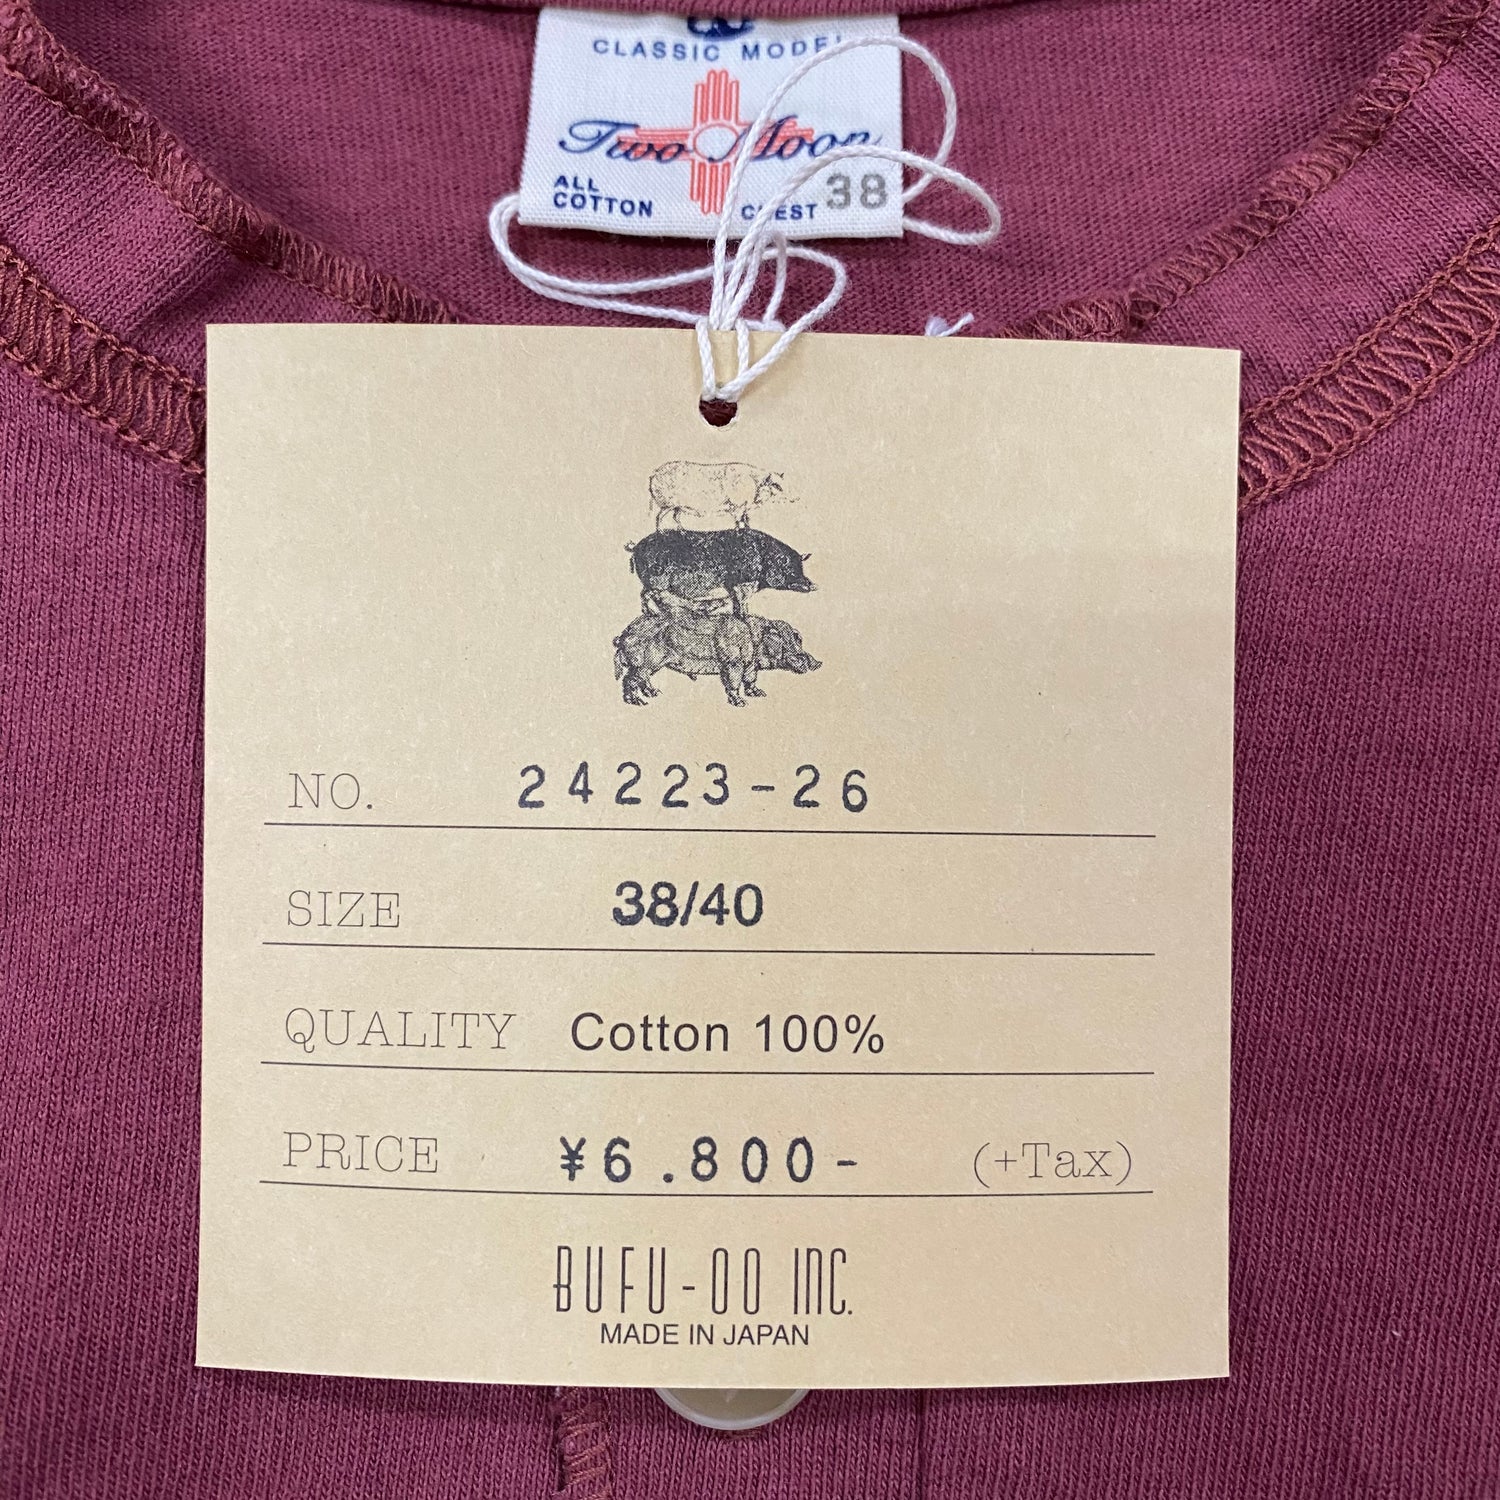 CLASSIC MODEL
Two Moon
ALL
COTTON
CHEST 38
NO. 24223-26
SIZE 38/40
QUALITY Cotton 100%
PRICE ¥6.800- (+Tax)
BUFU-OO INC.
MADE IN JAPAN